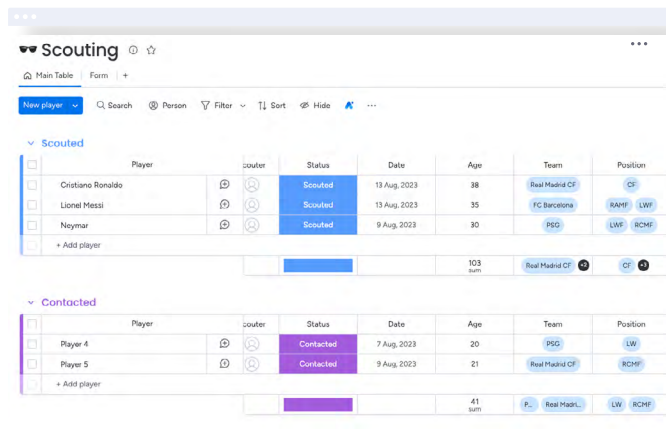 Scouting
Main Table Form +
New player Search Person Filter Sort Hide ...
Scouted
Player couter Status Date Age Team Position
Cristiano Ronaldo Scouted 13 Aug, 2023 38 Real Madrid CF CF
Lionel Messi Scouted 13 Aug, 2023 35 FC Barcelona RAMF LWF
Neymar Scouted 9 Aug, 2023 30 PSG LWF RCMF
+ Add player
103 Real Madrid CF +2 CF +3
sum
Contacted
Player couter Status Date Age Team Position
Player 4 Contacted 7 Aug, 2023 20 PSG LW
Player 5 Contacted 9 Aug, 2023 21 Real Madrid CF RCMF
+ Add player
41 P... Real Madri... LW RCMF
sum